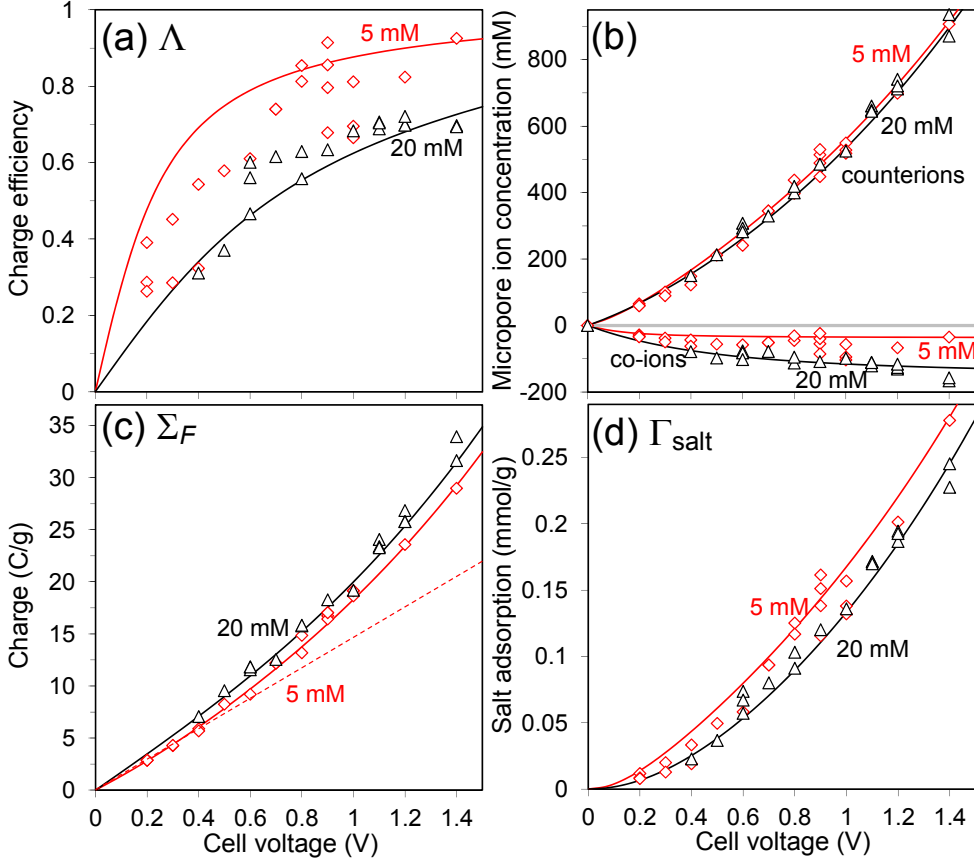 (a) Λ
5 mM
20 mM
Charge efficiency
1
0.8
0.6
0.4
0.2
0
(b)
5 mM
20 mM
counterions
co-ions
5 mM
20 mM
Micropore ion concentration (mM)
800
600
400
200
0
-200
(c) Σ_F
20 mM
5 mM
Charge (C/g)
35
30
25
20
15
10
5
0
0 0.2 0.4 0.6 0.8 1.0 1.2 1.4
Cell voltage (V)
(d) Γsalt
5 mM
20 mM
Salt adsorption (mmol/g)
0.25
0.2
0.15
0.1
0.05
0
0 0.2 0.4 0.6 0.8 1.0 1.2 1.4
Cell voltage (V)